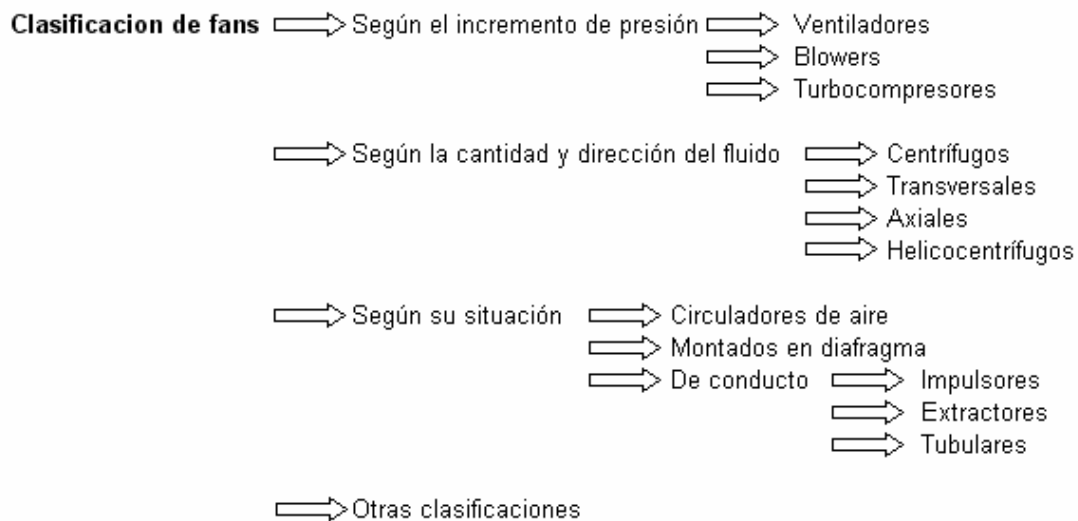 Clasificacion de fans Según el incremento de presión Ventiladores
Blowers
Turbocompresores
Según la cantidad y dirección del fluido Centrífugos
Transversales
Axiales
Helicocentrífugos
Según su situación Circuladores de aire
Montados en diafragma
De conducto Impulsores
Extractores
Tubulares
Otras clasificaciones